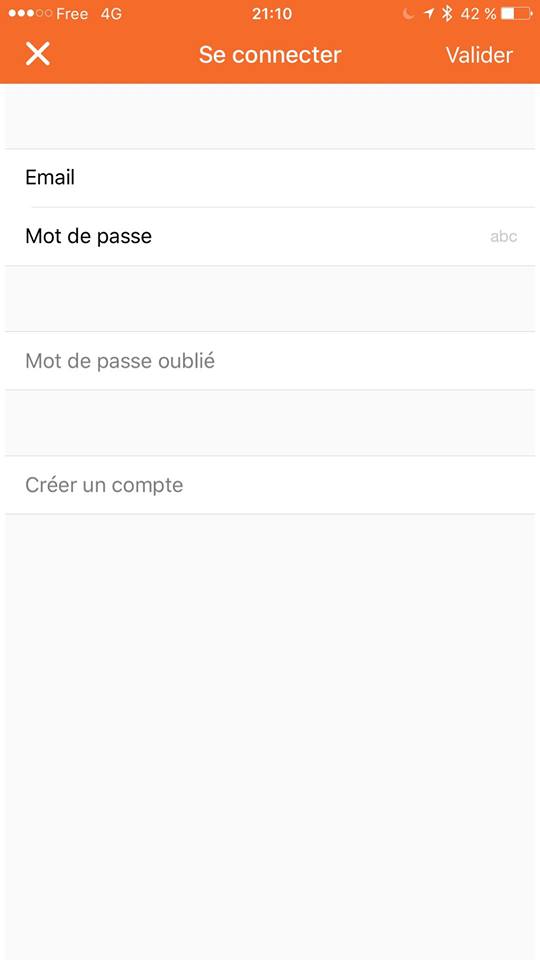 Free 4G 21:10 42 %
Se connecter Valider
Email
Mot de passe abc
Mot de passe oublié
Créer un compte